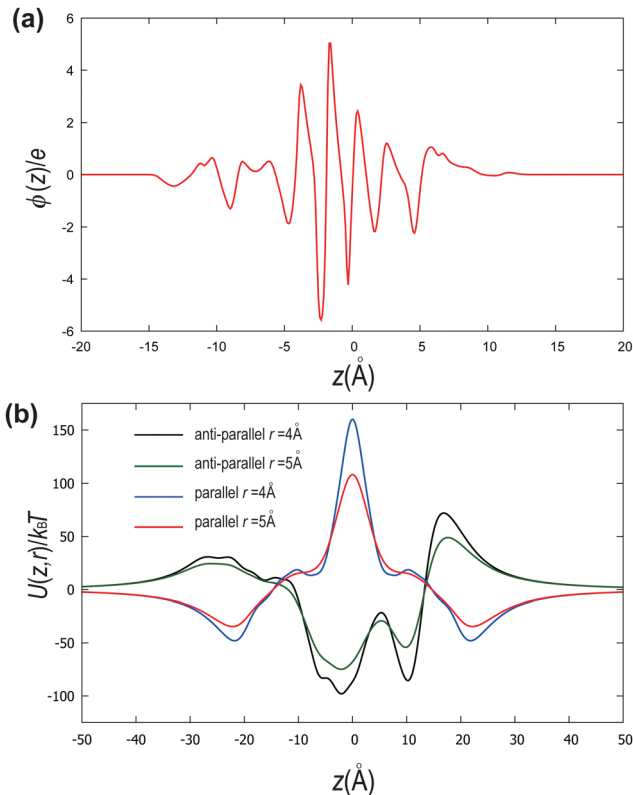 (a)
ϕ(z)/e
6
4
2
0
-2
-4
-6
-20 -15 -10 -5 0 5 10 15 20
z(Å)
(b)
U(z,r)/kBT
150
100
50
0
-50
-100
anti-parallel r =4Å
anti-parallel r =5Å
parallel r =4Å
parallel r =5Å
-50 -40 -30 -20 -10 0 10 20 30 40 50
z(Å)